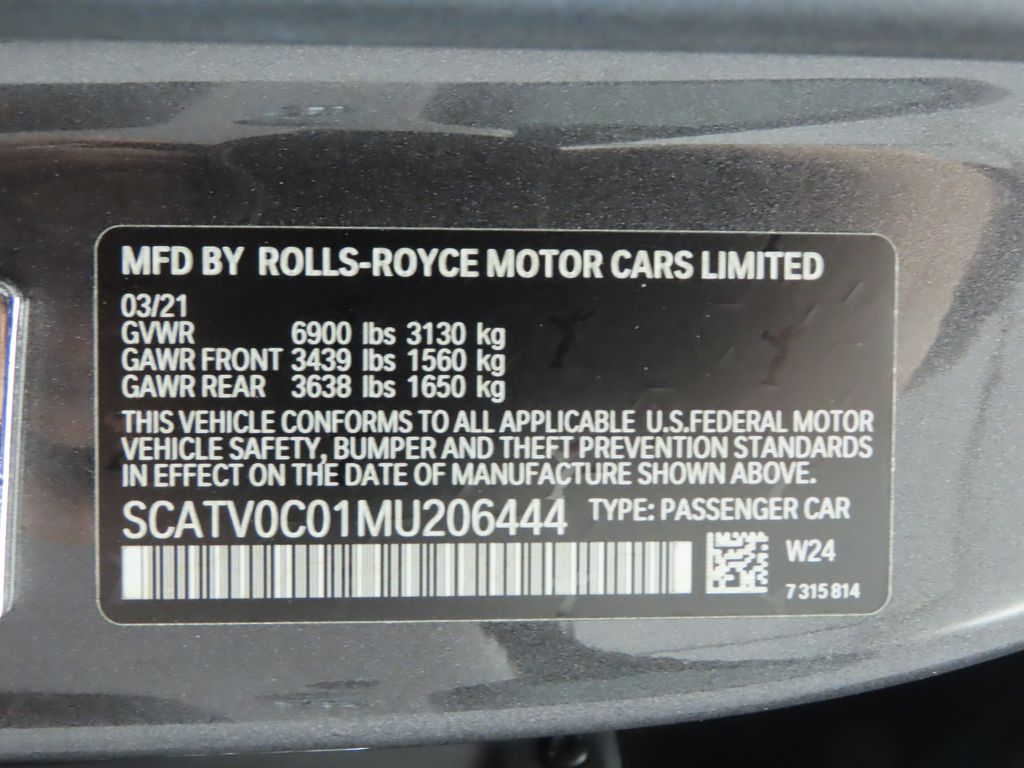 MFD BY ROLLS-ROYCE MOTOR CARS LIMITED
03/21
GVWR 6900 lbs 3130 kg
GAWR FRONT 3439 lbs 1560 kg
GAWR REAR 3638 lbs 1650 kg
THIS VEHICLE CONFORMS TO ALL APPLICABLE U.S.FEDERAL MOTOR
VEHICLE SAFETY, BUMPER AND THEFT PREVENTION STANDARDS
IN EFFECT ON THE DATE OF MANUFACTURE SHOWN ABOVE.
SCATV0C01MU206444 TYPE: PASSENGER CAR
W24
7 315 814